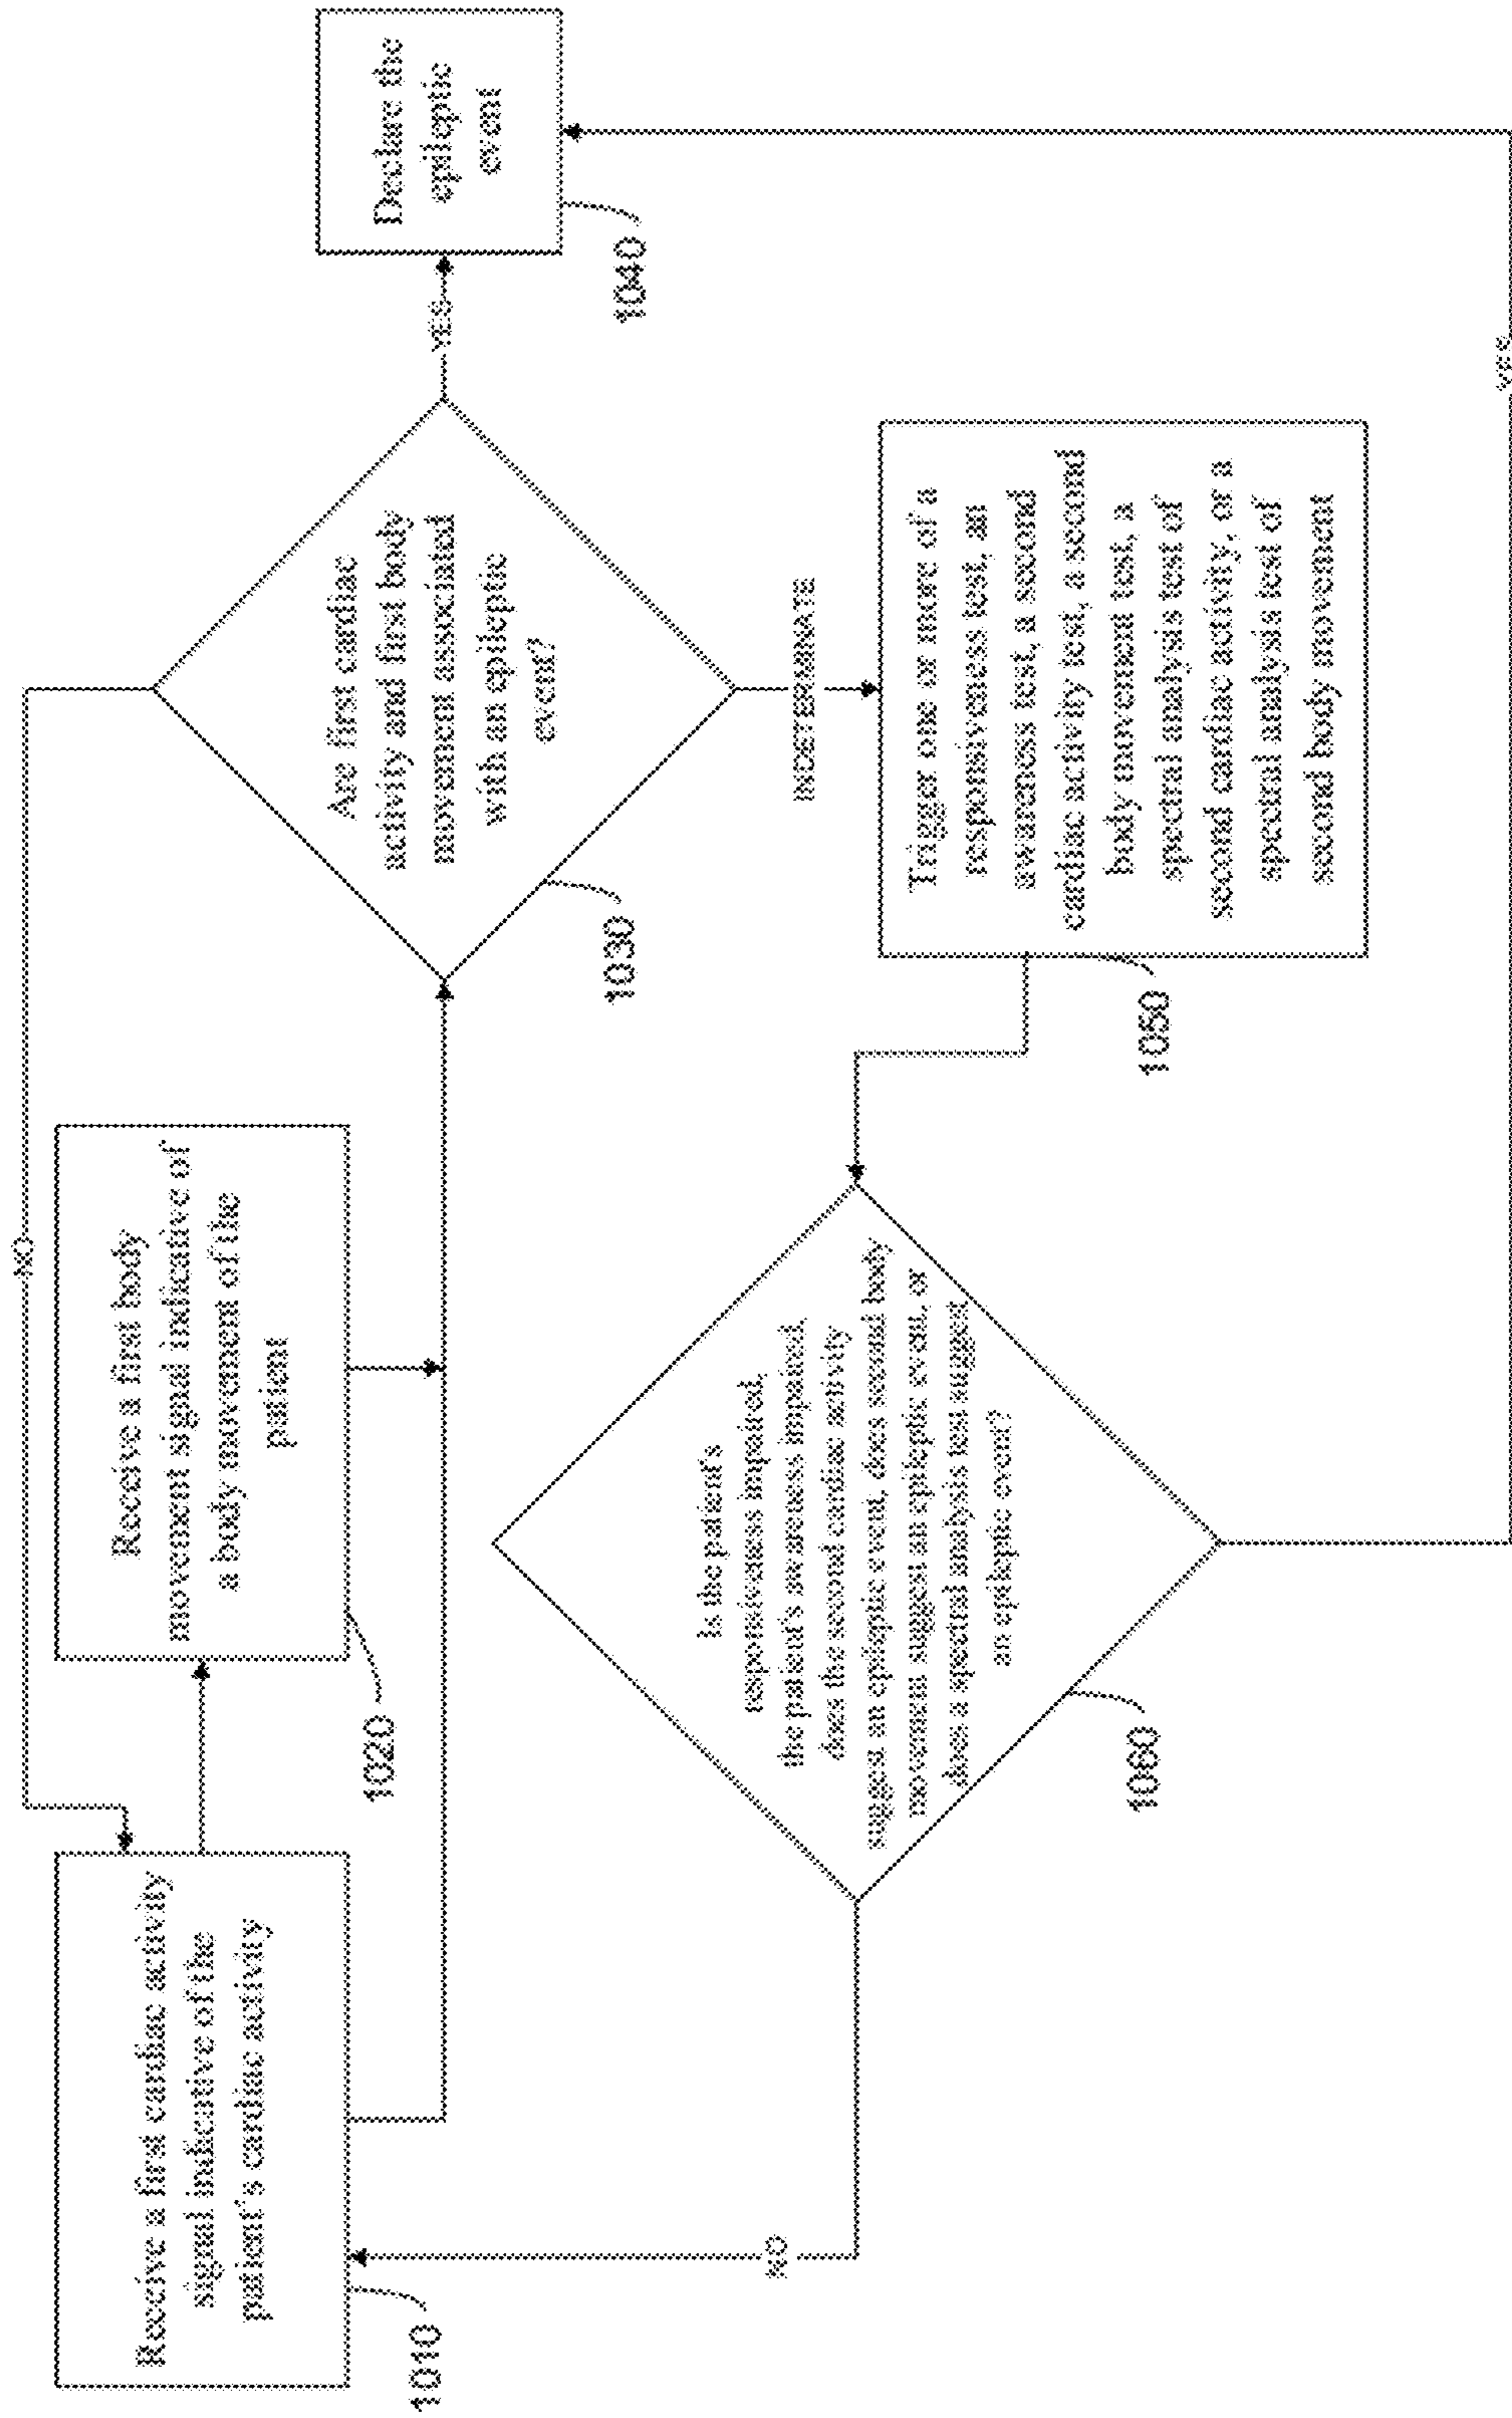 Receive a first cardiac activity
signal indicative of the
patient's cardiac activity
1010
Receive a first body
movement signal indicative of
a body movement of the
patient
1020
NO
Are first cardiac
activity and first body
movement associated
with an epileptic
event?
1030
YES
Declare the
epileptic
event
1040
INDETERMINATE
Trigger one or more of a
responsiveness test, an
awareness test, a second
cardiac activity test, a second
body movement test, a
spectral analysis test of
second cardiac activity, or a
spectral analysis test of
second body movement
1050
Is the patient's
responsiveness impaired,
the patient's awareness impaired,
does the second cardiac activity
suggest an epileptic event, does second body
movement suggest an epileptic event, or
does a spectral analysis test suggest
an epileptic event?
1060
NO
YES